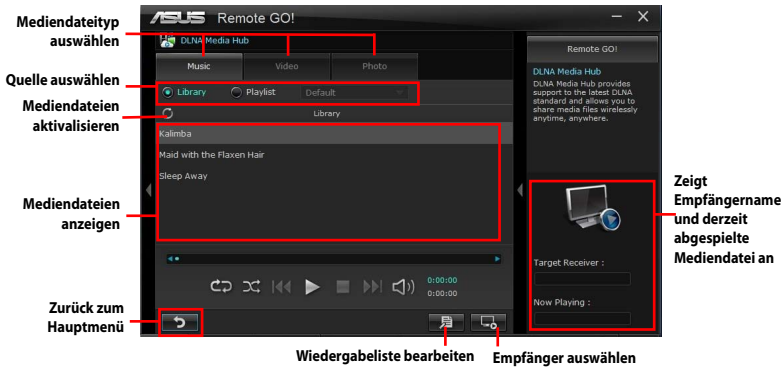 Mediendateityp
auswählen
Quelle auswählen
Mediendateien
aktivalisieren
Mediendateien
anzeigen
Zurück zum
Hauptmenü
ASUS Remote GO!
DLNA Media Hub
Music Video Photo
Library Playlist Default
Library
Kalimba
Maid with the Flaxen Hair
Sleep Away
0:00:00
0:00:00
Remote GO!
DLNA Media Hub
DLNA Media Hub provides
support to the latest DLNA
standard and allows you to
share media files wirelessly
anytime, anywhere.
Target Receiver :
Now Playing :
Zeigt
Empfängername
und derzeit
abgespielte
Mediendatei an
Wiedergabeliste bearbeiten
Empfänger auswählen